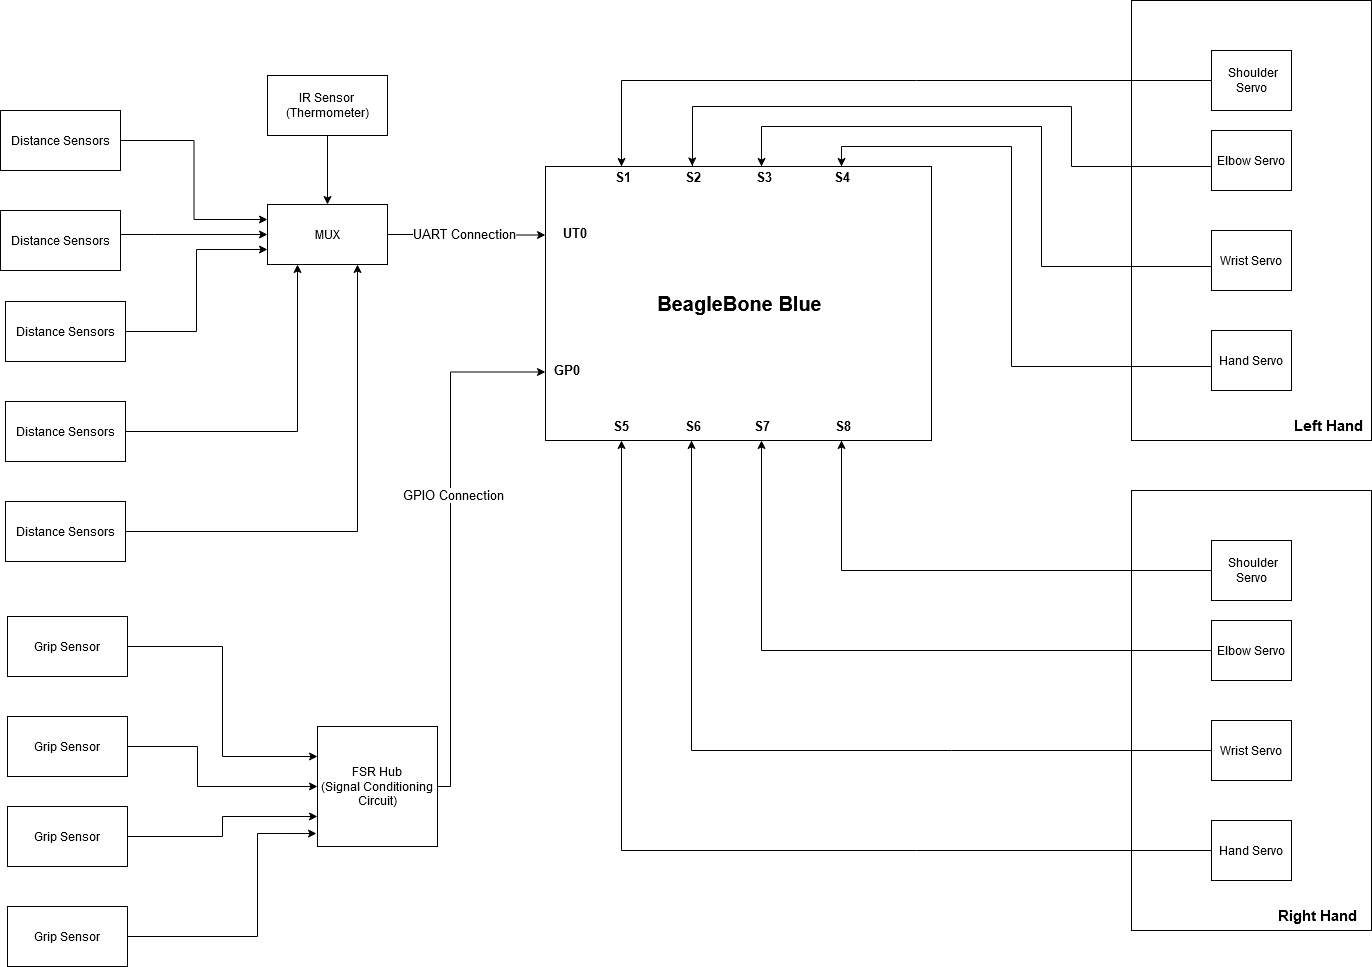 Shoulder
Servo
IR Sensor
(Thermometer)
Distance Sensors
Elbow Servo
S1
S2
S3
S4
MUX
UART Connection
UT0
Distance Sensors
Wrist Servo
BeagleBone Blue
Distance Sensors
GP0
Hand Servo
Distance Sensors
S5
S6
S7
S8
Left Hand
GPIO Connection
Distance Sensors
Shoulder
Servo
Grip Sensor
Elbow Servo
Grip Sensor
Wrist Servo
FSR Hub
(Signal Conditioning
Circuit)
Grip Sensor
Hand Servo
Grip Sensor
Right Hand